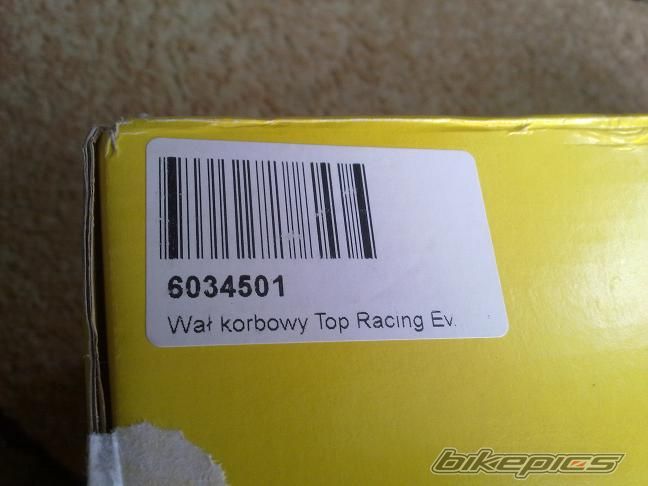 6034501
Wał korbowy Top Racing Ev.
bikepics